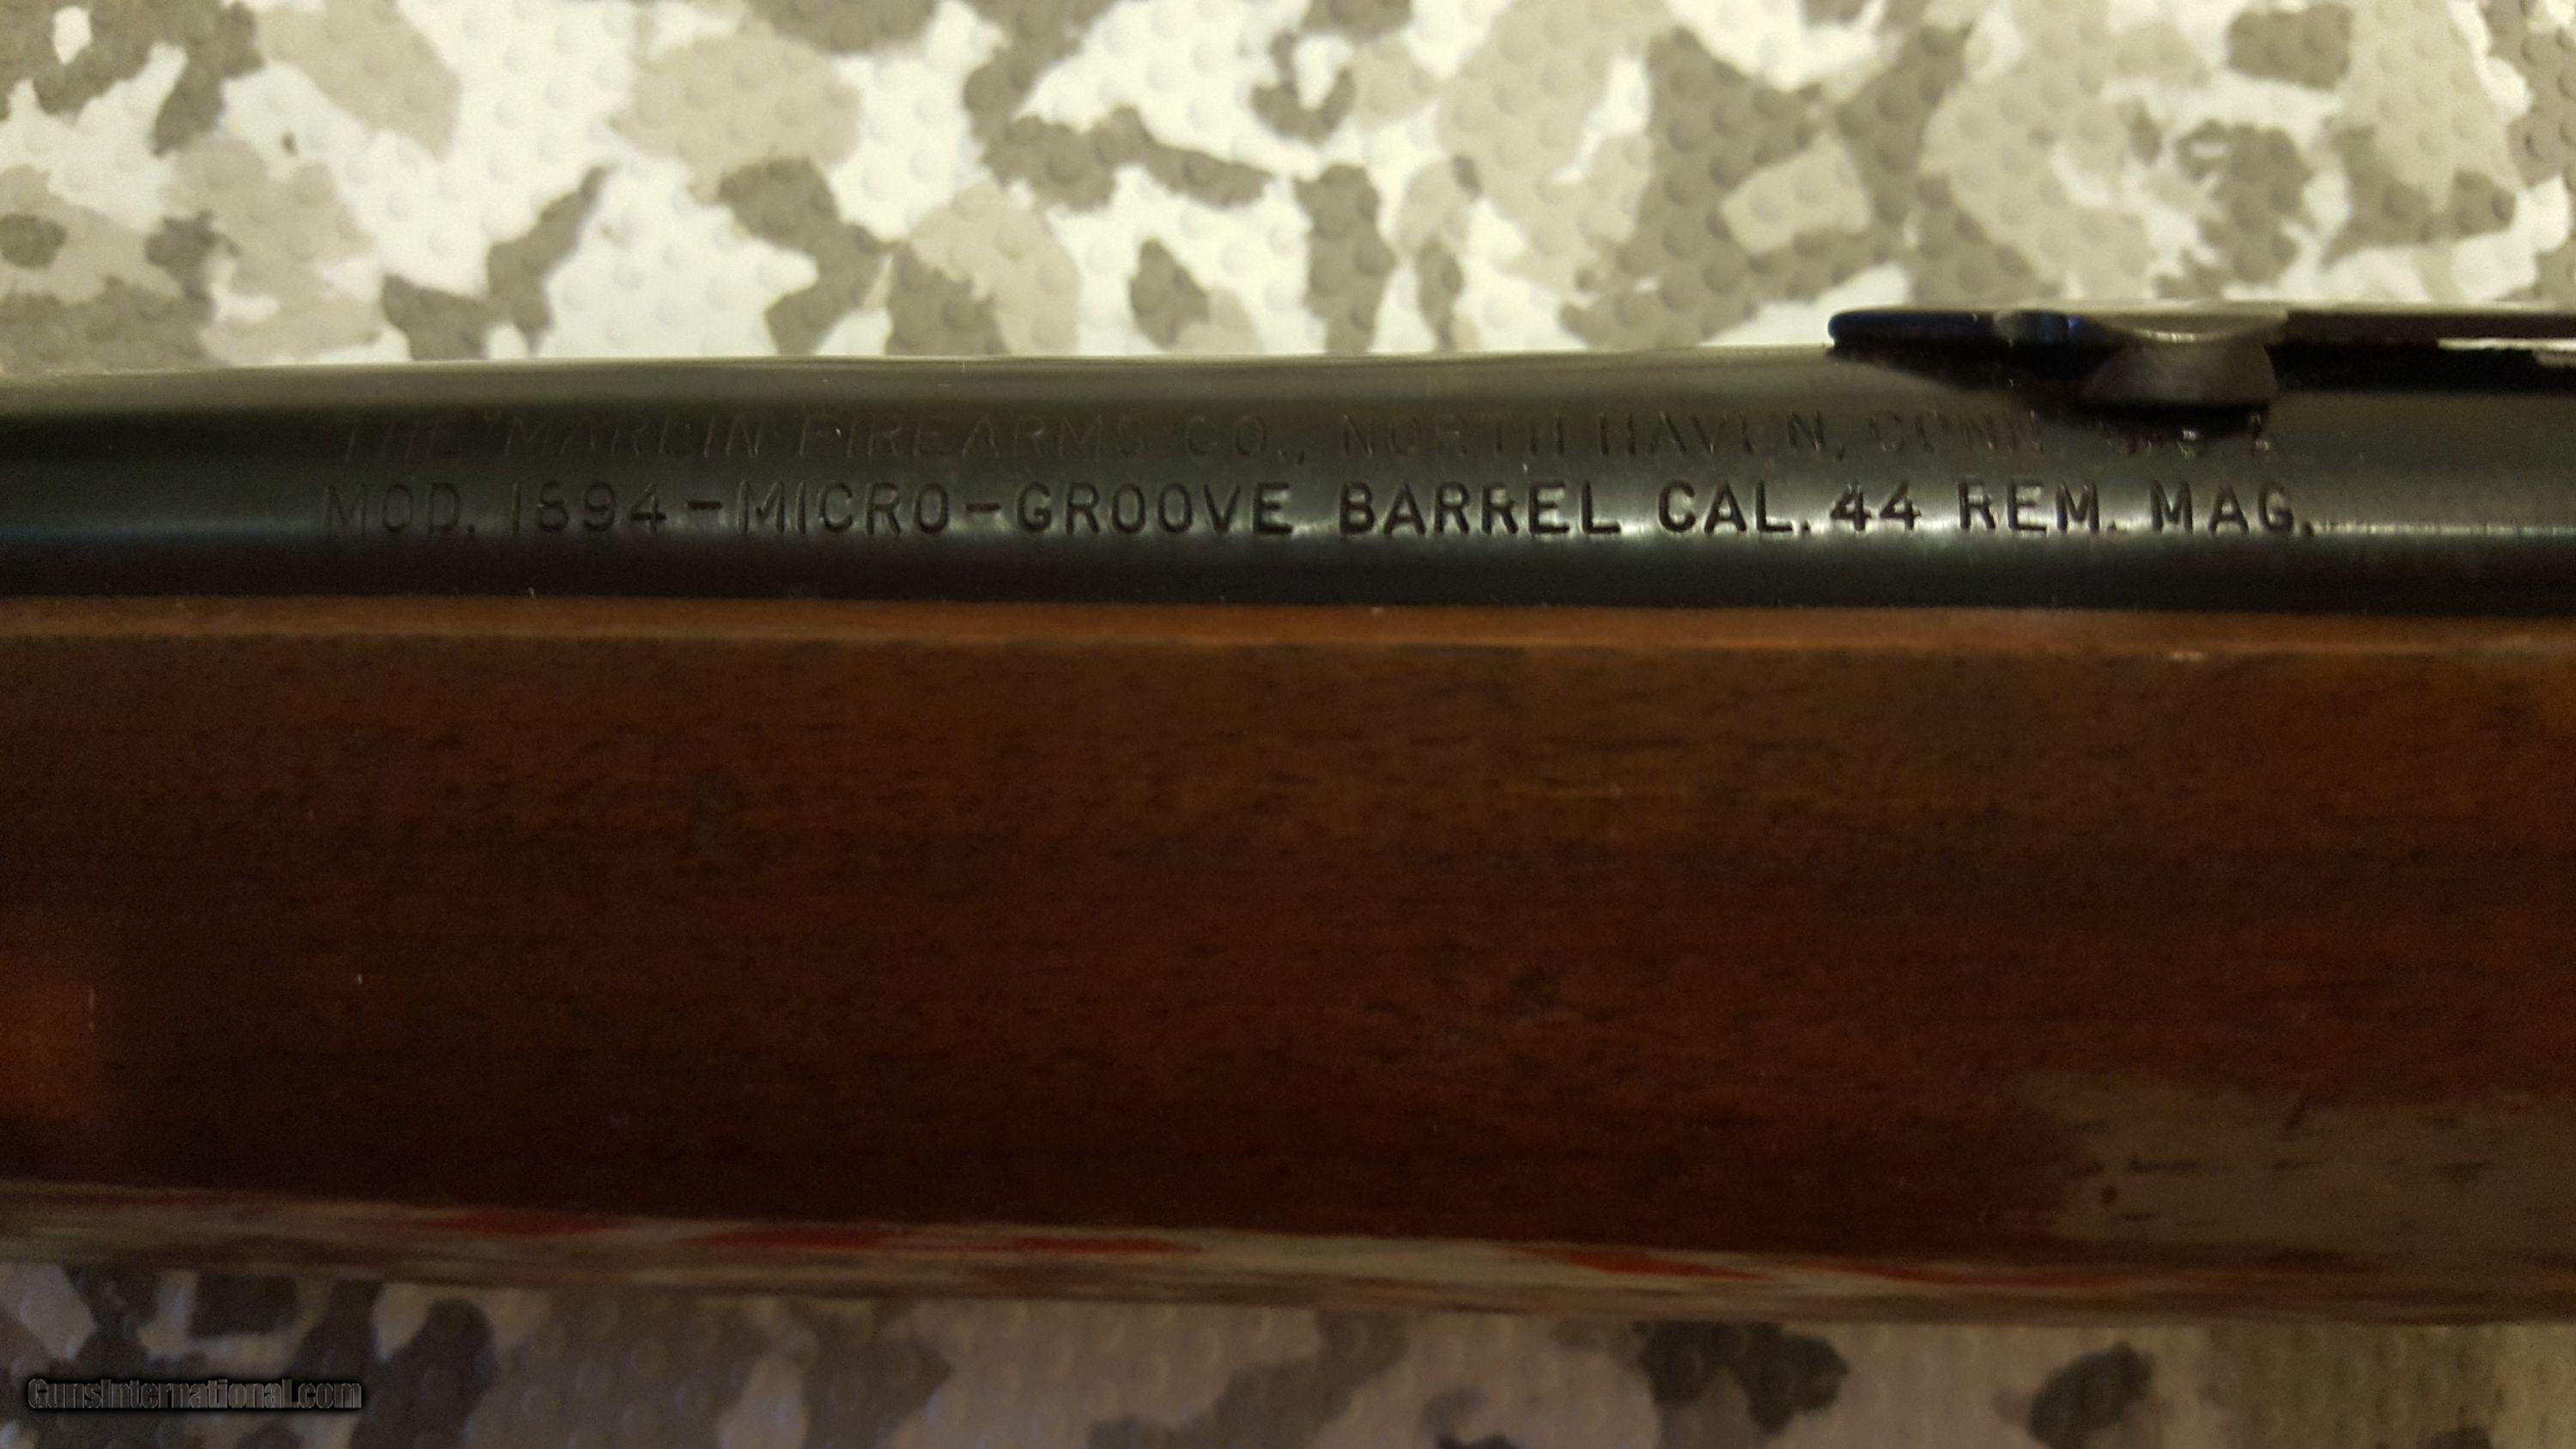 THE MARLIN FIREARMS CO., NORTH HAVEN, CONN.
MOD. 1894-MICRO-GROOVE BARREL CAL. 44 REM. MAG.
GunsInternational.com